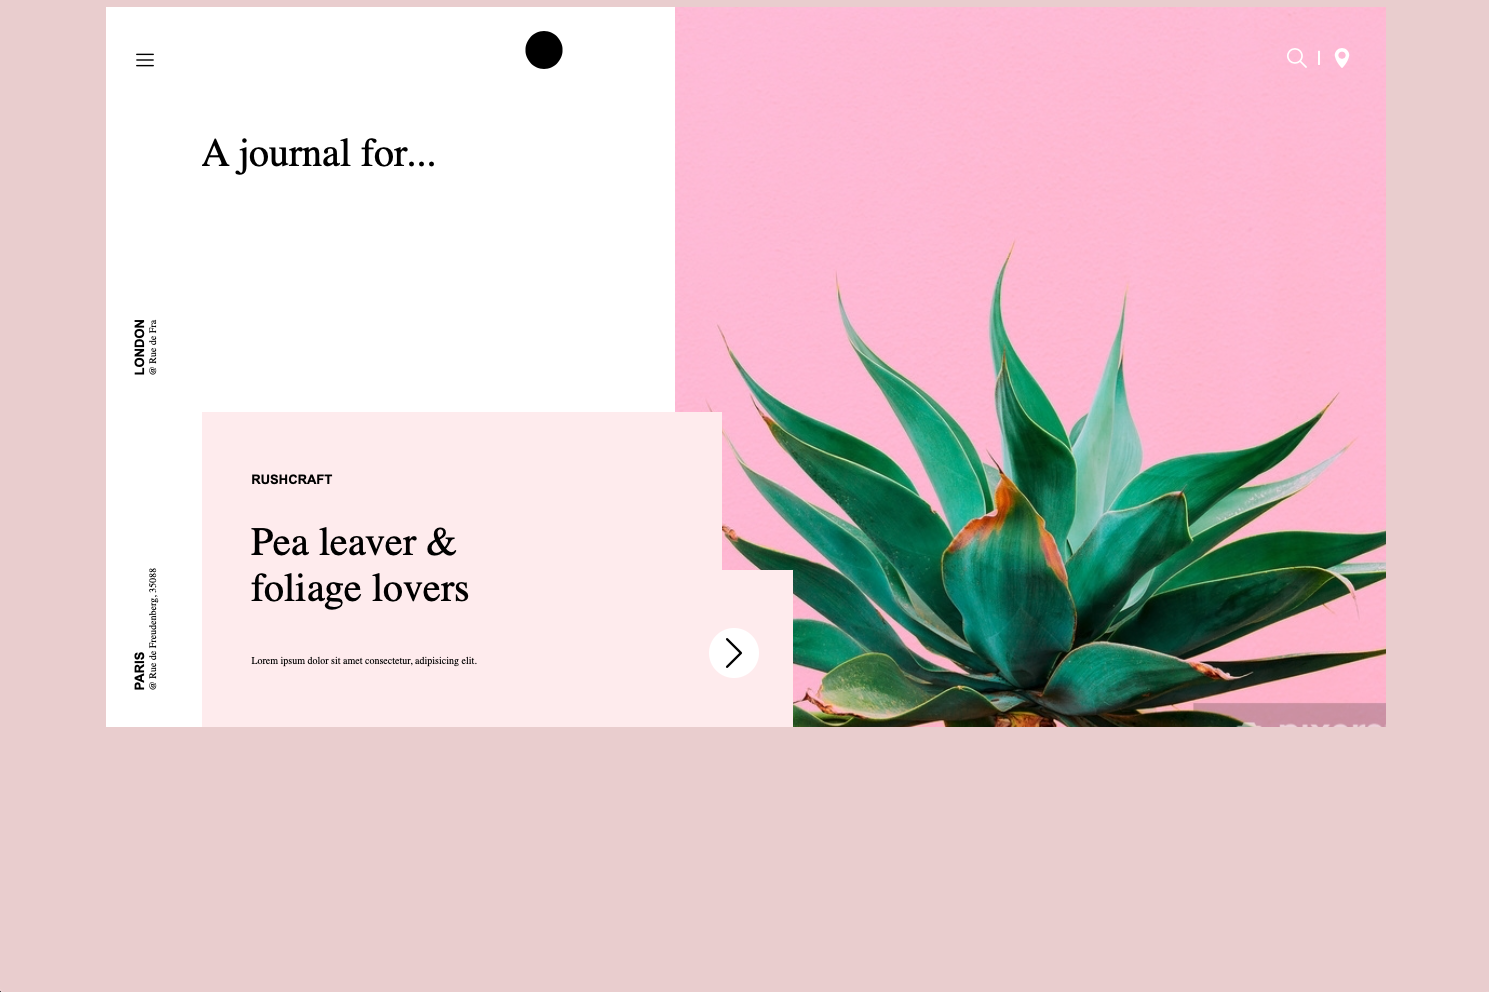 A journal for...
LONDON
@ Rue de Fra
RUSHCRAFT
Pea leaver &
foliage lovers
Lorem ipsum dolor sit amet consectetur, adipisicing elit.
PARIS
@ Rue de Freudenberg, 35088